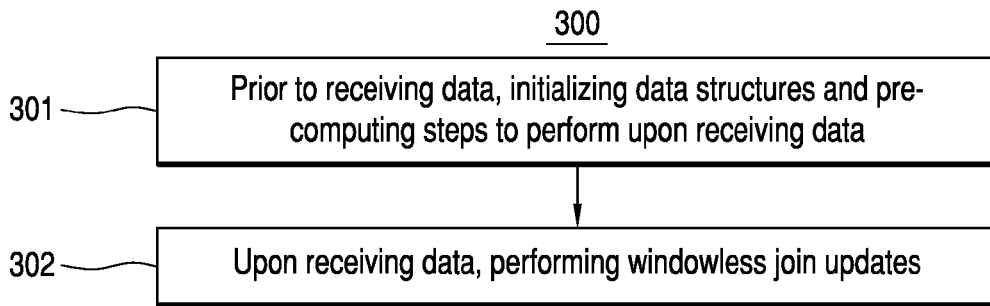 300
301
Prior to receiving data, initializing data structures and pre-
computing steps to perform upon receiving data
302
Upon receiving data, performing windowless join updates